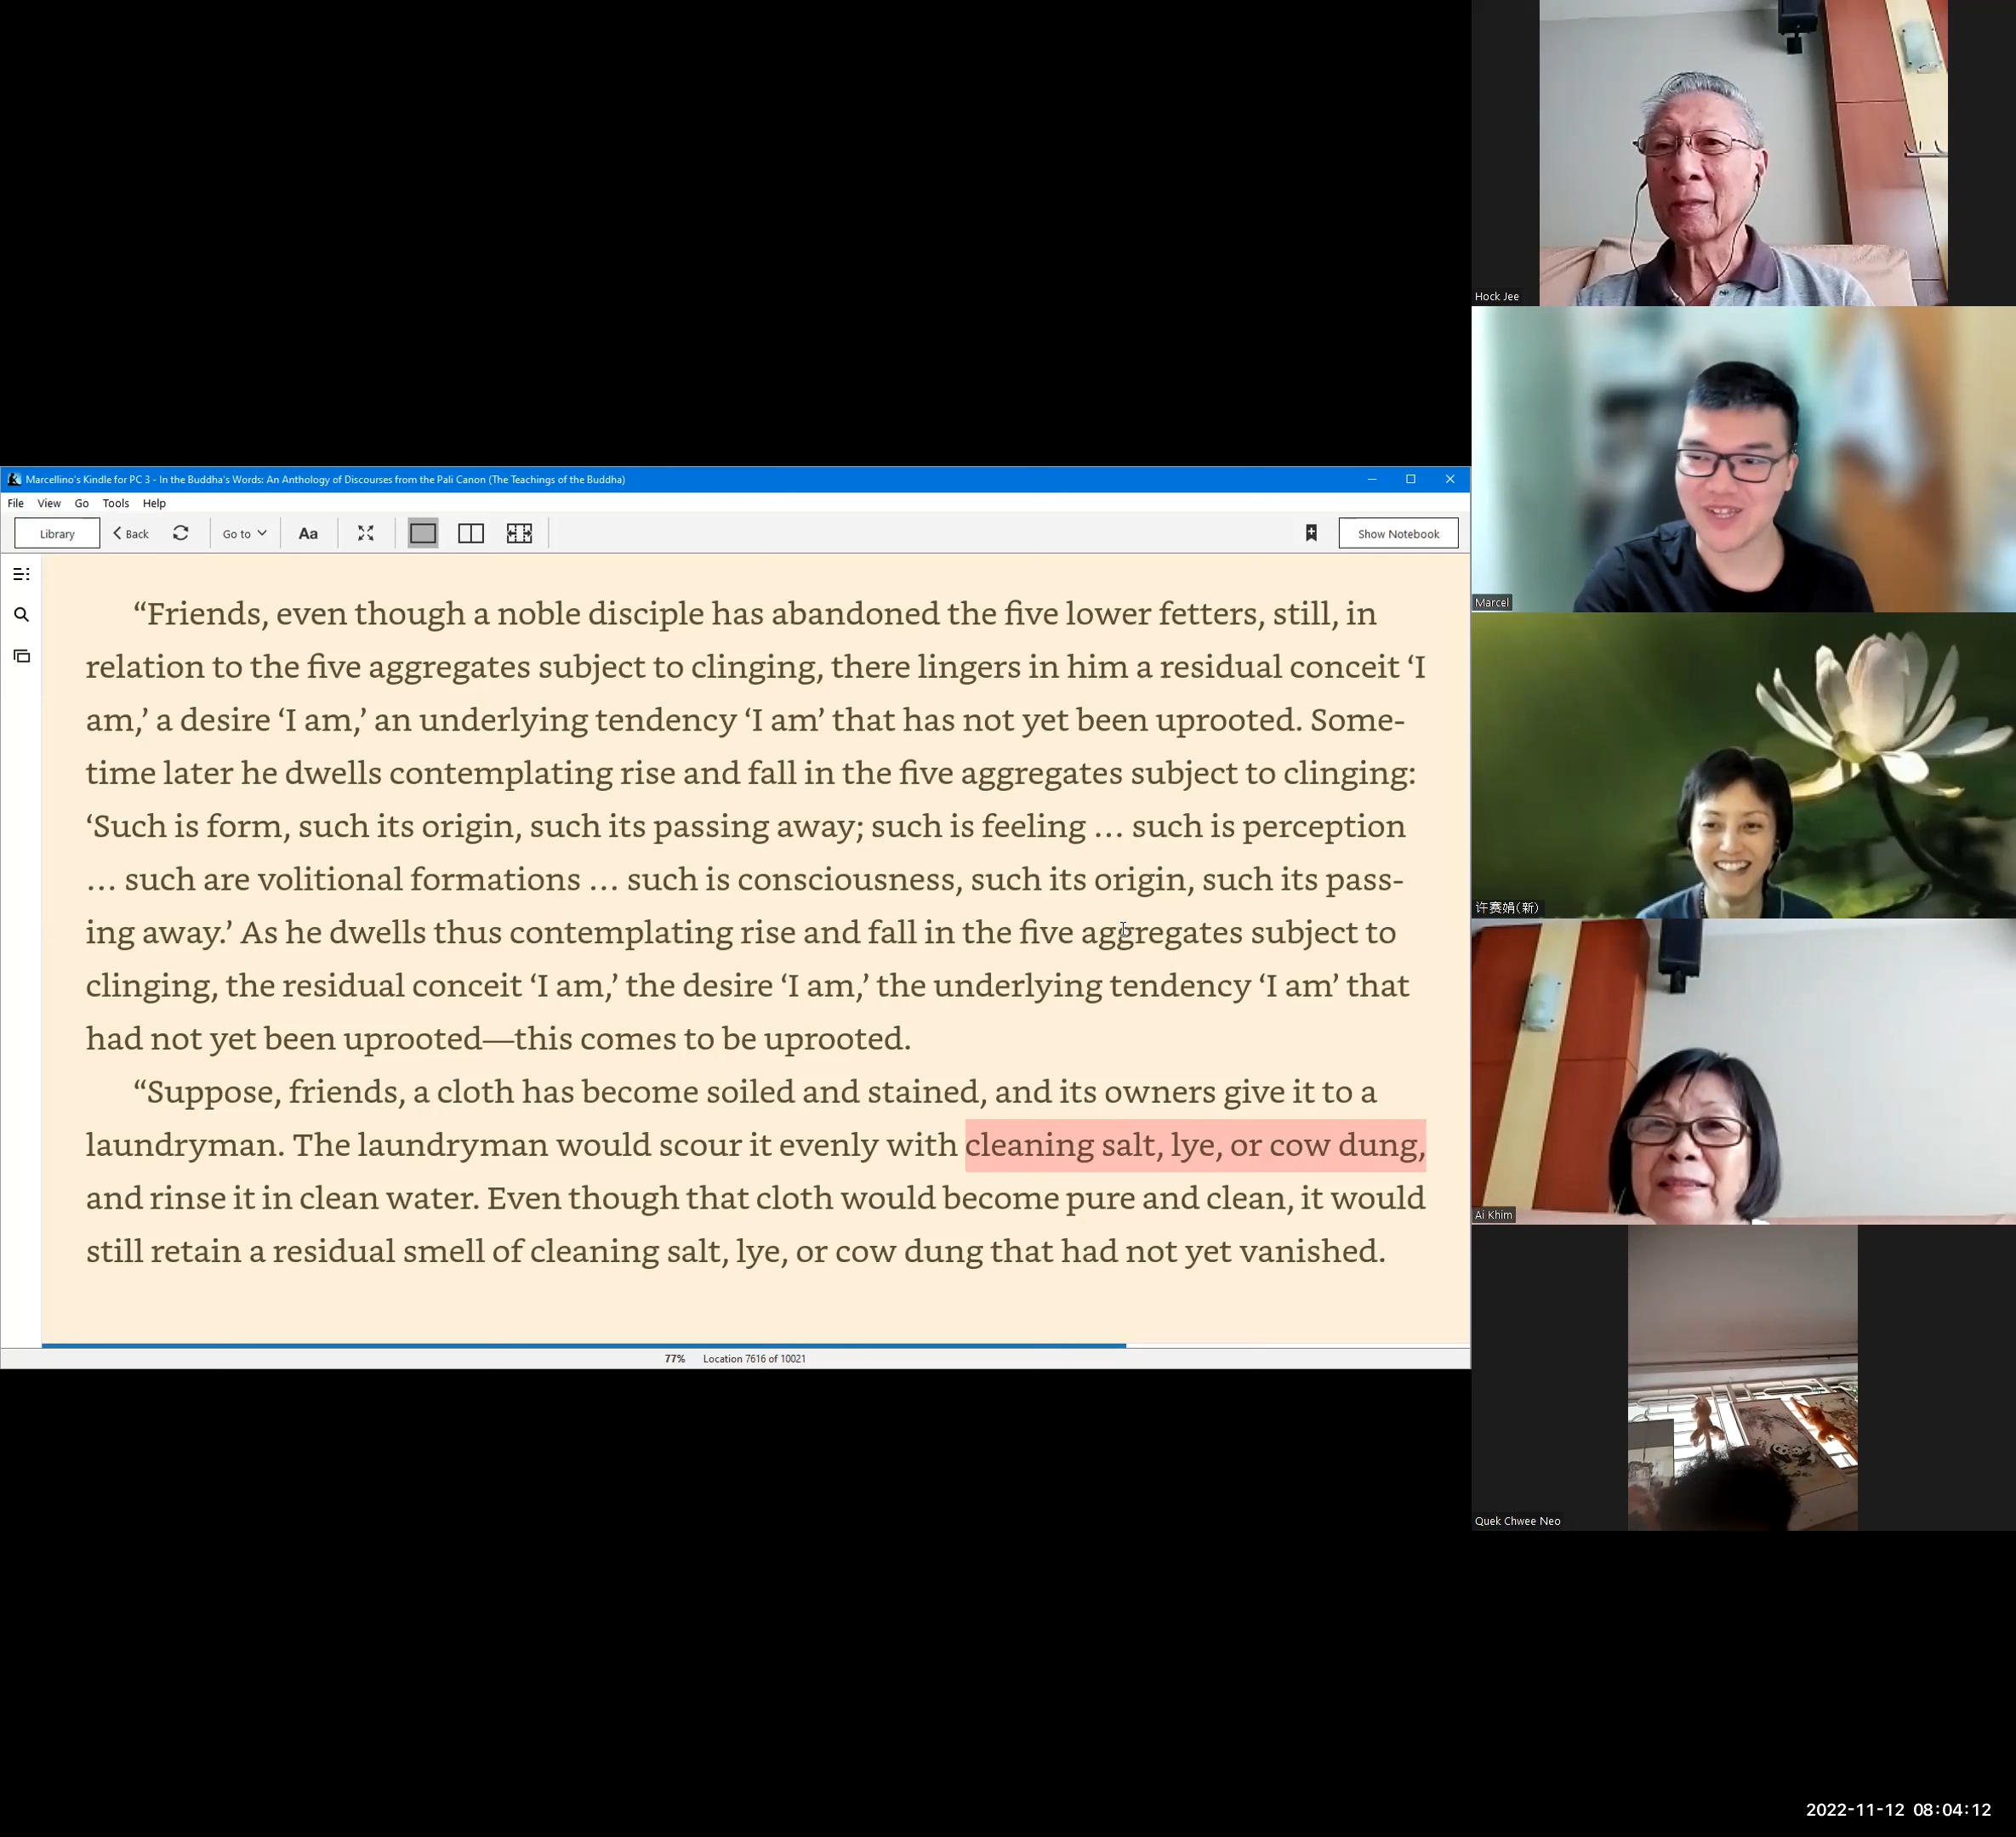 Marcellino's Kindle for PC 3 - In the Buddha's Words: An Anthology of Discourses from the Pali Canon (The Teachings of the Buddha)
File View Go Tools Help
Library Back Go to Aa Show Notebook
“Friends, even though a noble disciple has abandoned the five lower fetters, still, in
relation to the five aggregates subject to clinging, there lingers in him a residual conceit ‘I
am,’ a desire ‘I am,’ an underlying tendency ‘I am’ that has not yet been uprooted. Some-
time later he dwells contemplating rise and fall in the five aggregates subject to clinging:
‘Such is form, such its origin, such its passing away; such is feeling … such is perception
… such are volitional formations … such is consciousness, such its origin, such its pass-
ing away.’ As he dwells thus contemplating rise and fall in the five aggregates subject to
clinging, the residual conceit ‘I am,’ the desire ‘I am,’ the underlying tendency ‘I am’ that
had not yet been uprooted—this comes to be uprooted.
“Suppose, friends, a cloth has become soiled and stained, and its owners give it to a
laundryman. The laundryman would scour it evenly with cleaning salt, lye, or cow dung,
and rinse it in clean water. Even though that cloth would become pure and clean, it would
still retain a residual smell of cleaning salt, lye, or cow dung that had not yet vanished.
77% Location 7616 of 10021
Hock Jee
Marcel
许赛娟(新)
Ai Khim
Quek Chwee Neo
2022-11-12 08:04:12